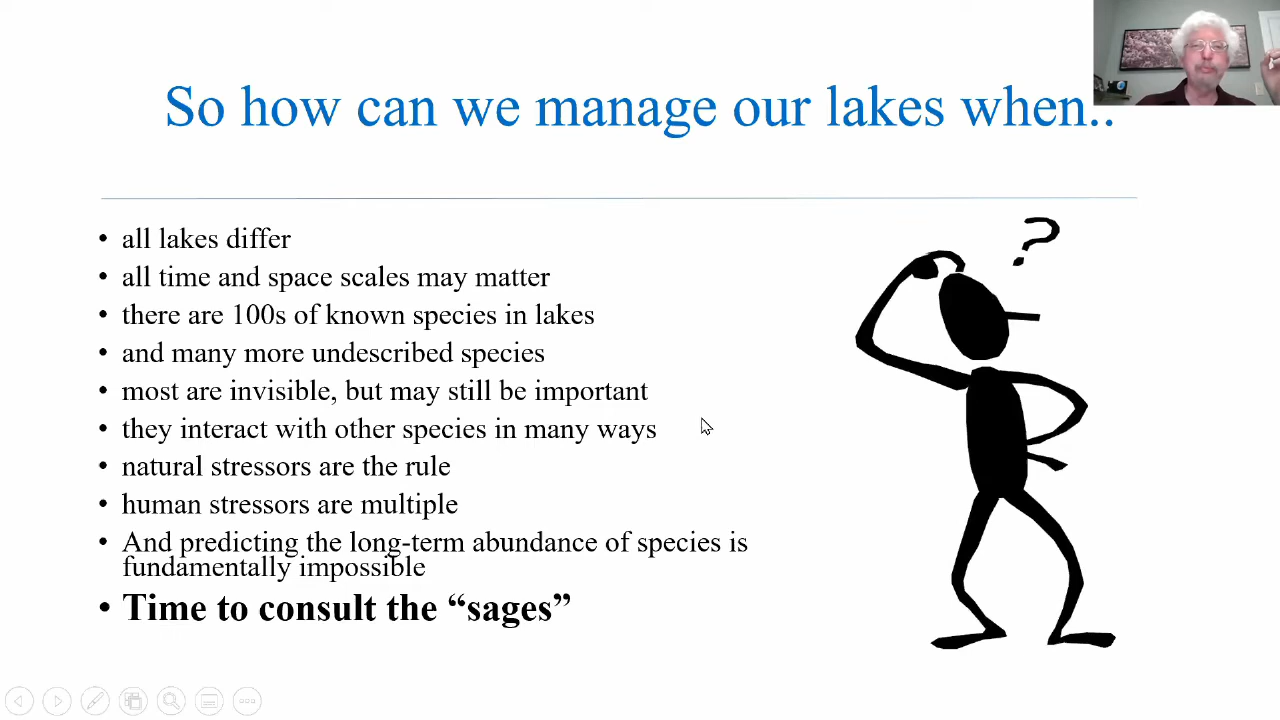 So how can we manage our lakes when..
• all lakes differ
• all time and space scales may matter
• there are 100s of known species in lakes
• and many more undescribed species
• most are invisible, but may still be important
• they interact with other species in many ways
• natural stressors are the rule
• human stressors are multiple
• And predicting the long-term abundance of species is
fundamentally impossible
• Time to consult the “sages”
?